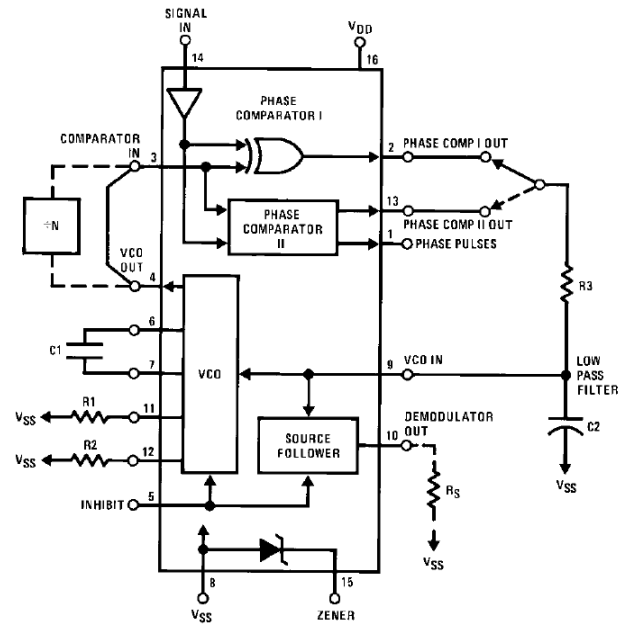 SIGNAL
IN
14
VDD
16
PHASE
COMPARATOR I
COMPARATOR
IN
3
2
PHASE COMP I OUT
÷N
PHASE
COMPARATOR
II
13
PHASE COMP II OUT
1
PHASE PULSES
VCO
OUT
4
R3
C1
6
7
VCO
9
VCO IN
LOW
PASS
FILTER
VSS
R1
11
C2
VSS
R2
12
SOURCE
FOLLOWER
DEMODULATOR
OUT
10
VSS
INHIBIT
5
RS
VSS
8
15
VSS
ZENER